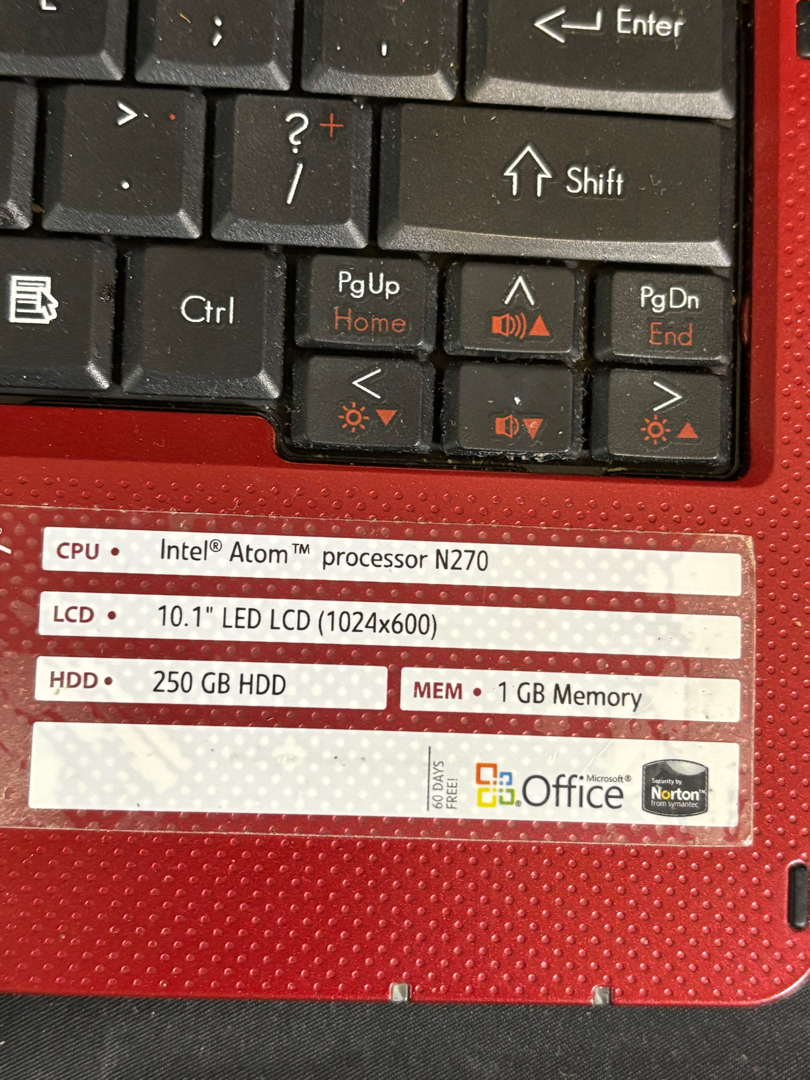 ;
,
Enter
>
.
?
+
/
Shift
Ctrl
PgUp
Home
PgDn
End
<
>
CPU • Intel® Atom™ processor N270
LCD • 10.1" LED LCD (1024x600)
HDD • 250 GB HDD
MEM • 1 GB Memory
60 DAYS
FREE!
Microsoft®
Office
Security by
Norton™
from symantec